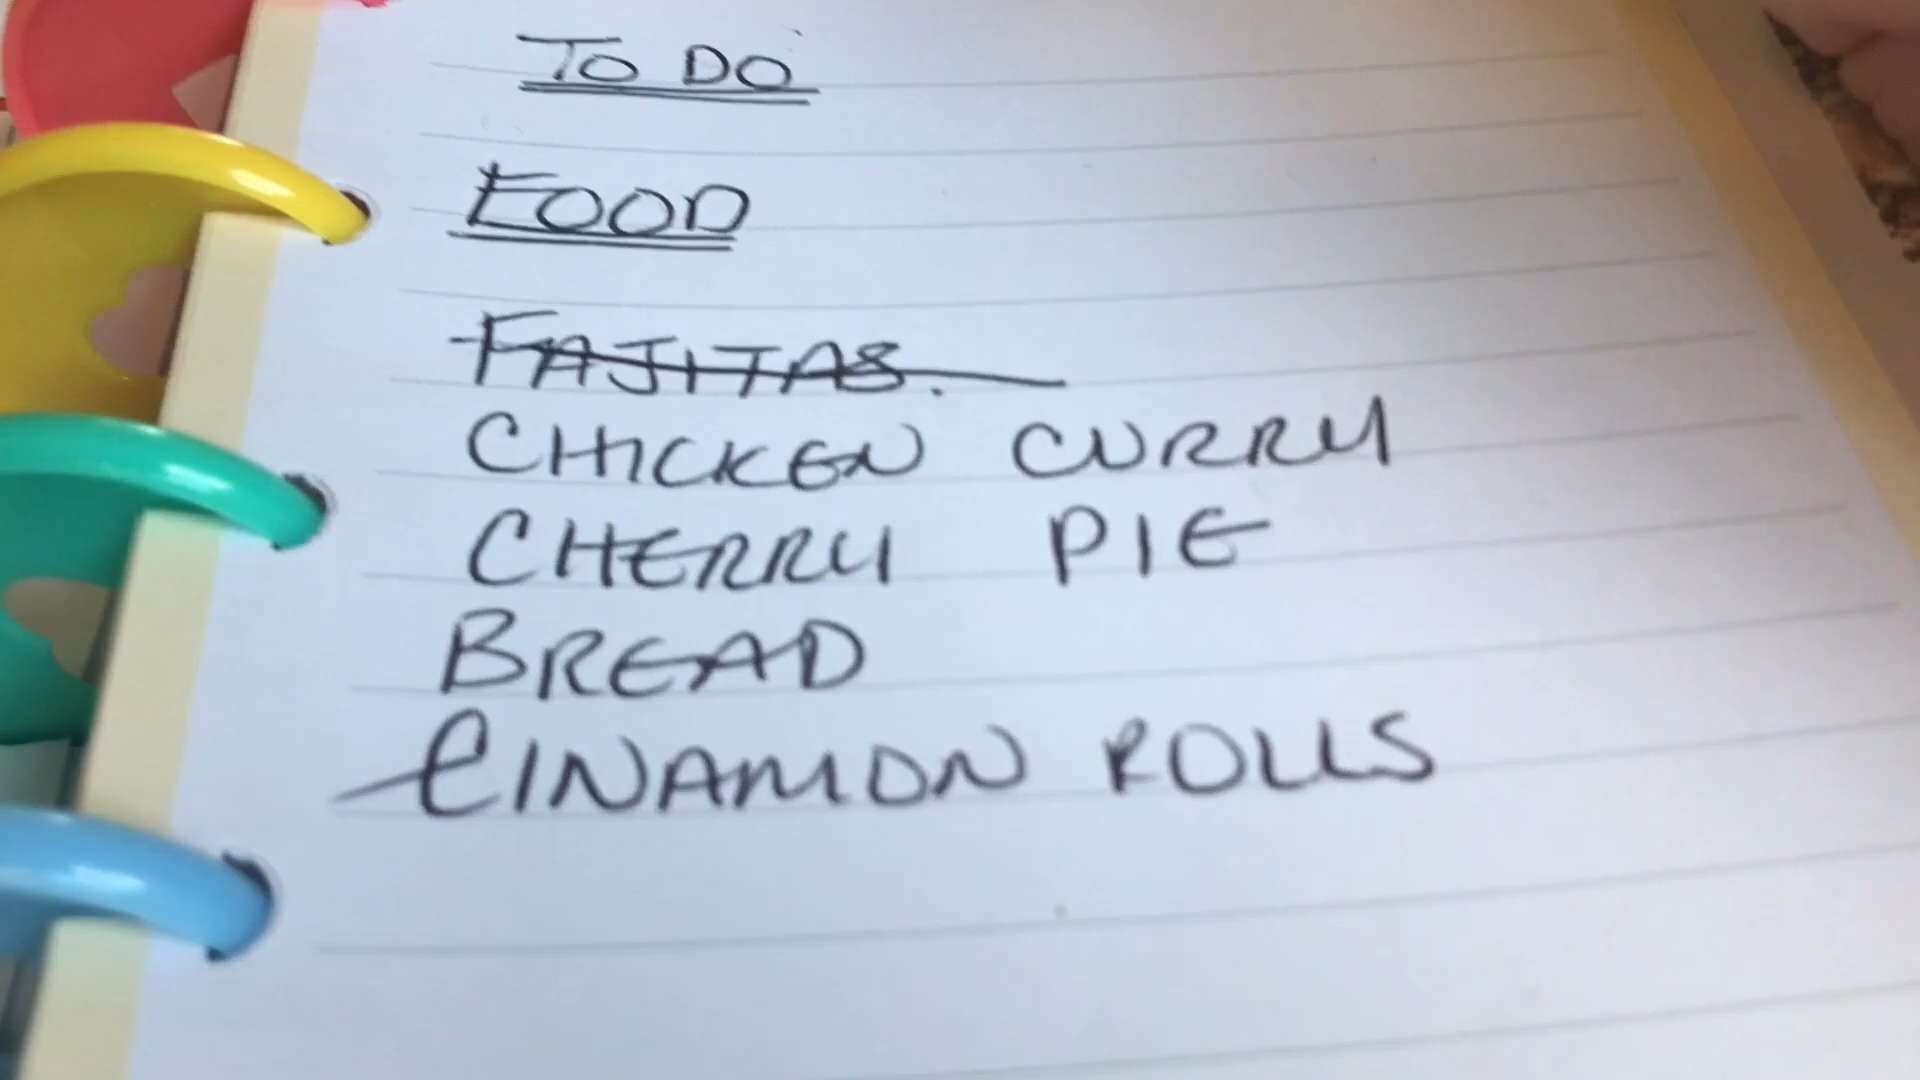 TO DO
FOOD
FAJITAS.
CHICKEN CURRY
CHERRY PIE
BREAD
CINAMON ROLLS